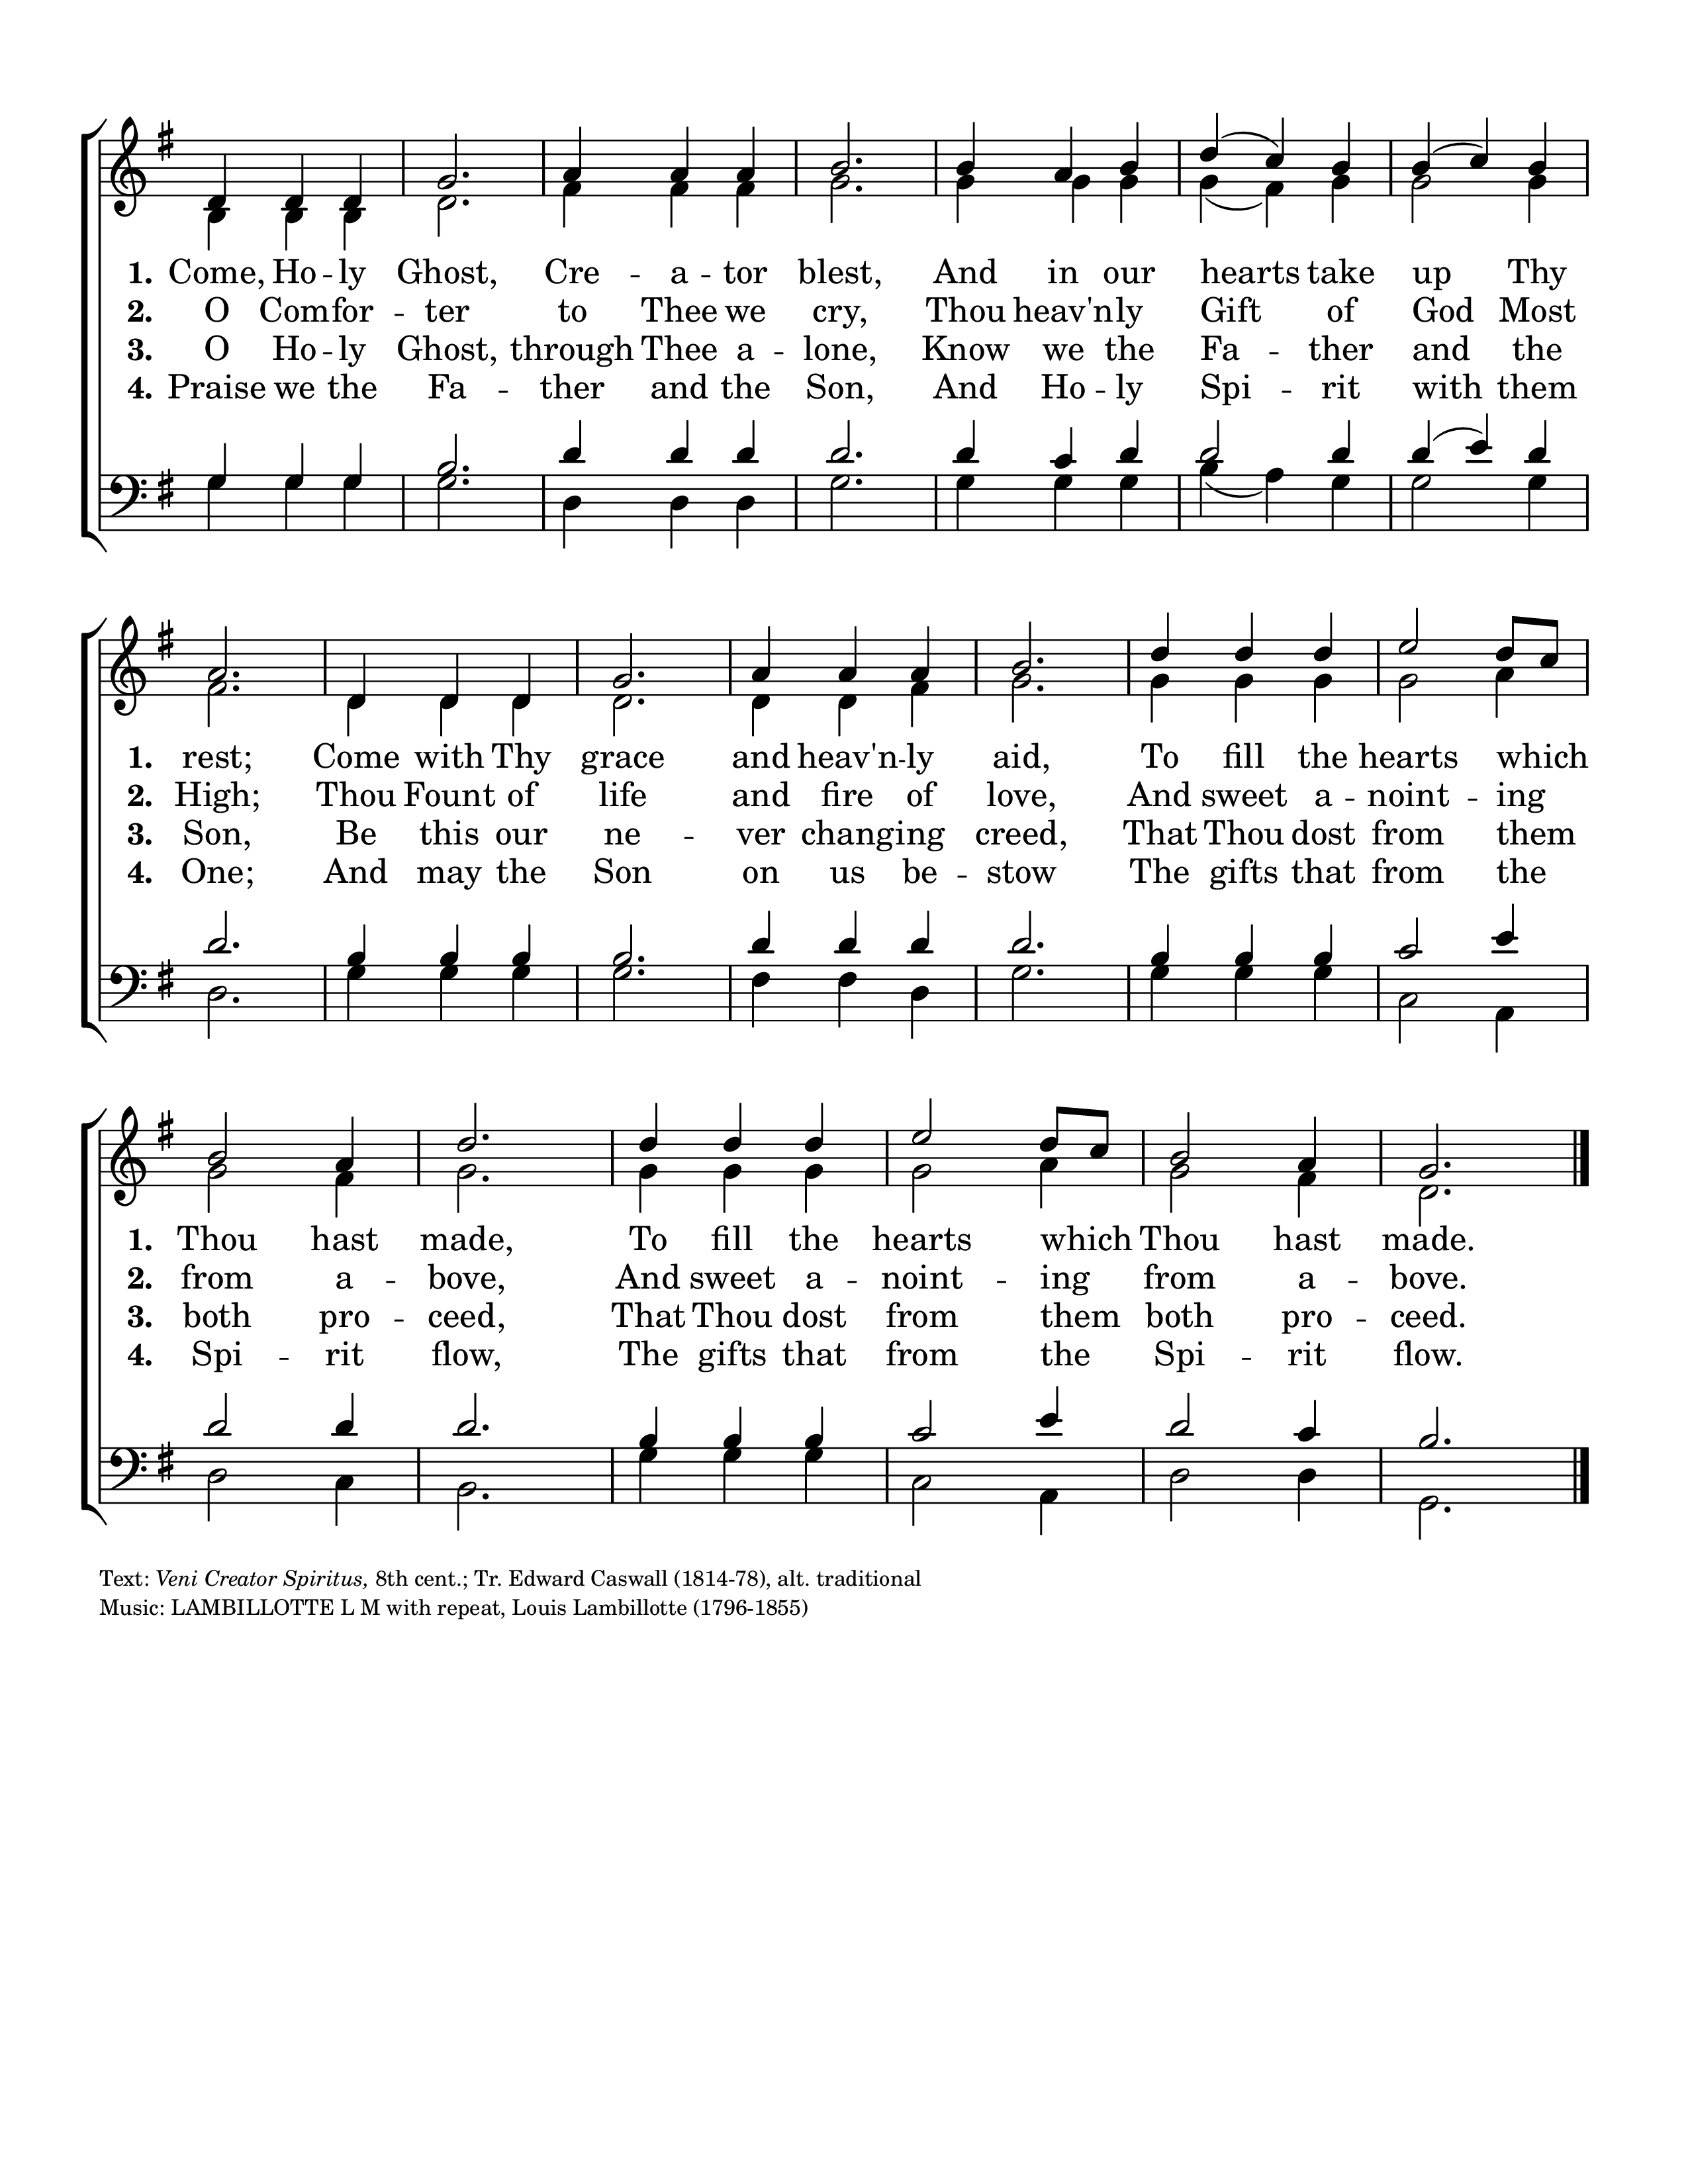 1. Come, Ho -- ly Ghost, Cre -- a -- tor blest, And in our hearts take up Thy
2. O Comfor -- ter to Thee we cry, Thou heav'nly Gift of God Most
3. O Ho -- ly Ghost, through Thee a -- lone, Know we the Fa -- ther and the
4. Praise we the Fa -- ther and the Son, And Ho -- ly Spi -- rit with them
1. rest; Come with Thy grace and heav'n -- ly aid, To fill the hearts which
2. High; Thou Fount of life and fire of love, And sweet a -- noint -- ing
3. Son, Be this our ne -- ver changing creed, That Thou dost from them
4. One; And may the Son on us be -- stow The gifts that from the
1. Thou hast made, To fill the hearts which Thou hast made.
2. from a -- bove, And sweet a -- noint -- ing from a -- bove.
3. both pro -- ceed, That Thou dost from them both pro -- ceed.
4. Spi -- rit flow, The gifts that from the Spi -- rit flow.
Text: Veni Creator Spiritus, 8th cent.; Tr. Edward Caswall (1814-78), alt. traditional
Music: LAMBILLOTTE L M with repeat, Louis Lambillotte (1796-1855)